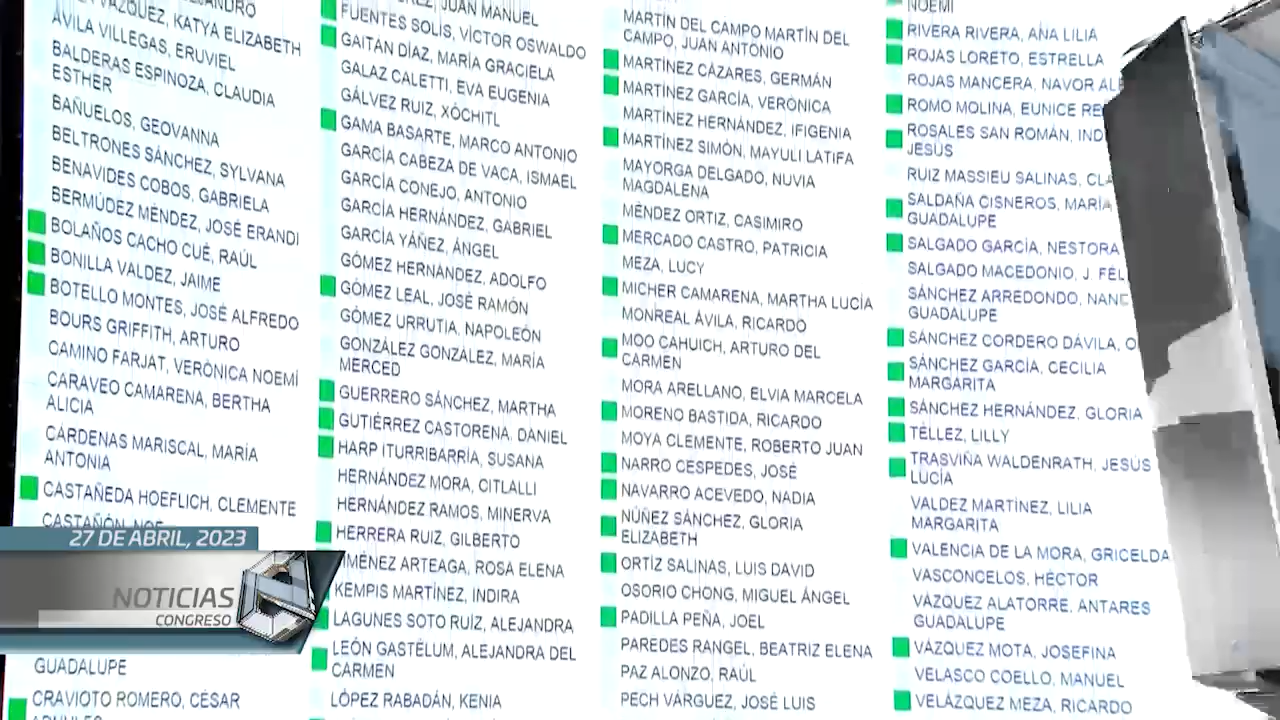 VÁZQUEZ, KATYA ELIZABETH
ÁVILA VILLEGAS, ERUVIEL
BALDERAS ESPINOZA, CLAUDIA
ESTHER
BAÑUELOS, GEOVANNA
BELTRONES SÁNCHEZ, SYLVANA
BENAVIDES COBOS, GABRIELA
BERMÚDEZ MÉNDEZ, JOSÉ ERANDI
BOLAÑOS CACHO CUÉ, RAÚL
BONILLA VALDEZ, JAIME
BOTELLO MONTES, JOSÉ ALFREDO
BOURS GRIFFITH, ARTURO
CAMINO FARJAT, VERÓNICA NOEMÍ
CARAVEO CAMARENA, BERTHA
ALICIA
CÁRDENAS MARISCAL, MARÍA
ANTONIA
CASTAÑEDA HOEFLICH, CLEMENTE
CASTAÑÓN, NOÉ
27 DE ABRIL, 2023
NOTICIAS
CONGRESO
GUADALUPE
CRAVIOTO ROMERO, CÉSAR
JUAN MANUEL
FUENTES SOLÍS, VÍCTOR OSWALDO
GAITÁN DÍAZ, MARÍA GRACIELA
GALAZ CALETTI, EVA EUGENIA
GÁLVEZ RUIZ, XÓCHITL
GAMA BASARTE, MARCO ANTONIO
GARCÍA CABEZA DE VACA, ISMAEL
GARCÍA CONEJO, ANTONIO
GARCÍA HERNÁNDEZ, GABRIEL
GARCÍA YÁÑEZ, ÁNGEL
GÓMEZ HERNÁNDEZ, ADOLFO
GÓMEZ LEAL, JOSÉ RAMÓN
GÓMEZ URRUTIA, NAPOLEÓN
GONZÁLEZ GONZÁLEZ, MARÍA
MERCED
GUERRERO SÁNCHEZ, MARTHA
GUTIÉRREZ CASTORENA, DANIEL
HARP ITURRIBARRÍA, SUSANA
HERNÁNDEZ MORA, CITLALLI
HERNÁNDEZ RAMOS, MINERVA
HERRERA RUIZ, GILBERTO
JIMÉNEZ ARTEAGA, ROSA ELENA
KEMPIS MARTÍNEZ, INDIRA
LAGUNES SOTO RUÍZ, ALEJANDRA
LEÓN GASTÉLUM, ALEJANDRA DEL
CARMEN
LÓPEZ RABADÁN, KENIA
MARTÍN DEL CAMPO MARTÍN DEL
CAMPO, JUAN ANTONIO
MARTÍNEZ CÁZARES, GERMÁN
MARTÍNEZ GARCÍA, VERÓNICA
MARTÍNEZ HERNÁNDEZ, IFIGENIA
MARTÍNEZ SIMÓN, MAYULI LATIFA
MAYORGA DELGADO, NUVIA
MAGDALENA
MÉNDEZ ORTIZ, CASIMIRO
MERCADO CASTRO, PATRICIA
MEZA, LUCY
MICHER CAMARENA, MARTHA LUCÍA
MONREAL ÁVILA, RICARDO
MOO CAHUICH, ARTURO DEL
CARMEN
MORA ARELLANO, ELVIA MARCELA
MORENO BASTIDA, RICARDO
MOYA CLEMENTE, ROBERTO JUAN
NARRO CÉSPEDES, JOSÉ
NAVARRO ACEVEDO, NADIA
NÚÑEZ SÁNCHEZ, GLORIA
ELIZABETH
ORTÍZ SALINAS, LUIS DAVID
OSORIO CHONG, MIGUEL ÁNGEL
PADILLA PEÑA, JOEL
PAREDES RANGEL, BEATRIZ ELENA
PAZ ALONZO, RAÚL
PECH VÁRGUEZ, JOSÉ LUIS
NOEMÍ
RIVERA RIVERA, ANA LILIA
ROJAS LORETO, ESTRELLA
ROJAS MANCERA, NAVOR
ROMO MOLINA, EUNICE
ROSALES SAN ROMÁN,
JESÚS
RUIZ MASSIEU SALINAS,
SALDAÑA CISNEROS, MARÍA
GUADALUPE
SALGADO GARCÍA, NESTORA
SALGADO MACEDONIO, J
SÁNCHEZ ARREDONDO,
GUADALUPE
SÁNCHEZ CORDERO DÁVILA, O
SÁNCHEZ GARCÍA, CECILIA
MARGARITA
SÁNCHEZ HERNÁNDEZ, GLORIA
TÉLLEZ, LILLY
TRASVIÑA WALDENRATH, JESÚS
LUCÍA
VALDEZ MARTÍNEZ, LILIA
MARGARITA
VALENCIA DE LA MORA, GRICELDA
VASCONCELOS, HÉCTOR
VÁZQUEZ ALATORRE, ANTARES
GUADALUPE
VÁZQUEZ MOTA, JOSEFINA
VELASCO COELLO, MANUEL
VELÁZQUEZ MEZA, RICARDO